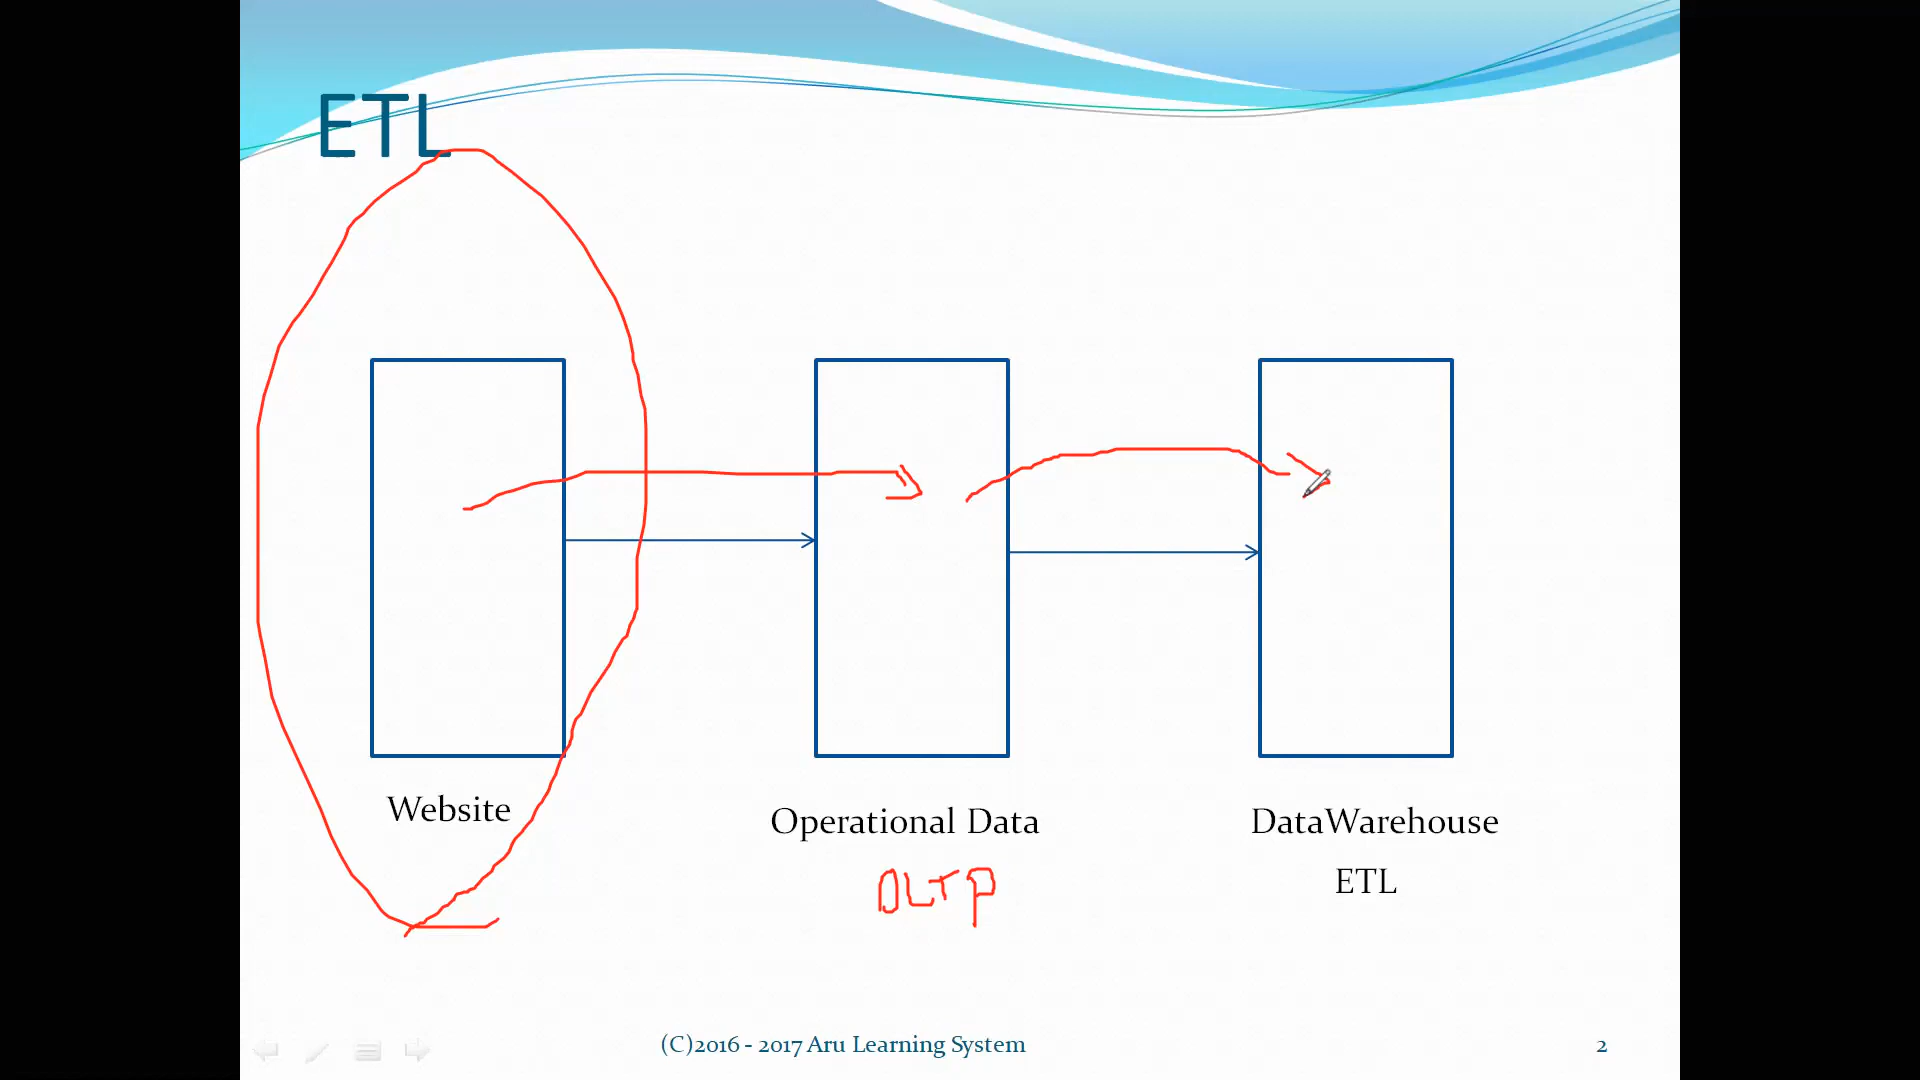 ETL
Website
Operational Data
DataWarehouse
OLTP
ETL
(C)2016 - 2017 Aru Learning System
2